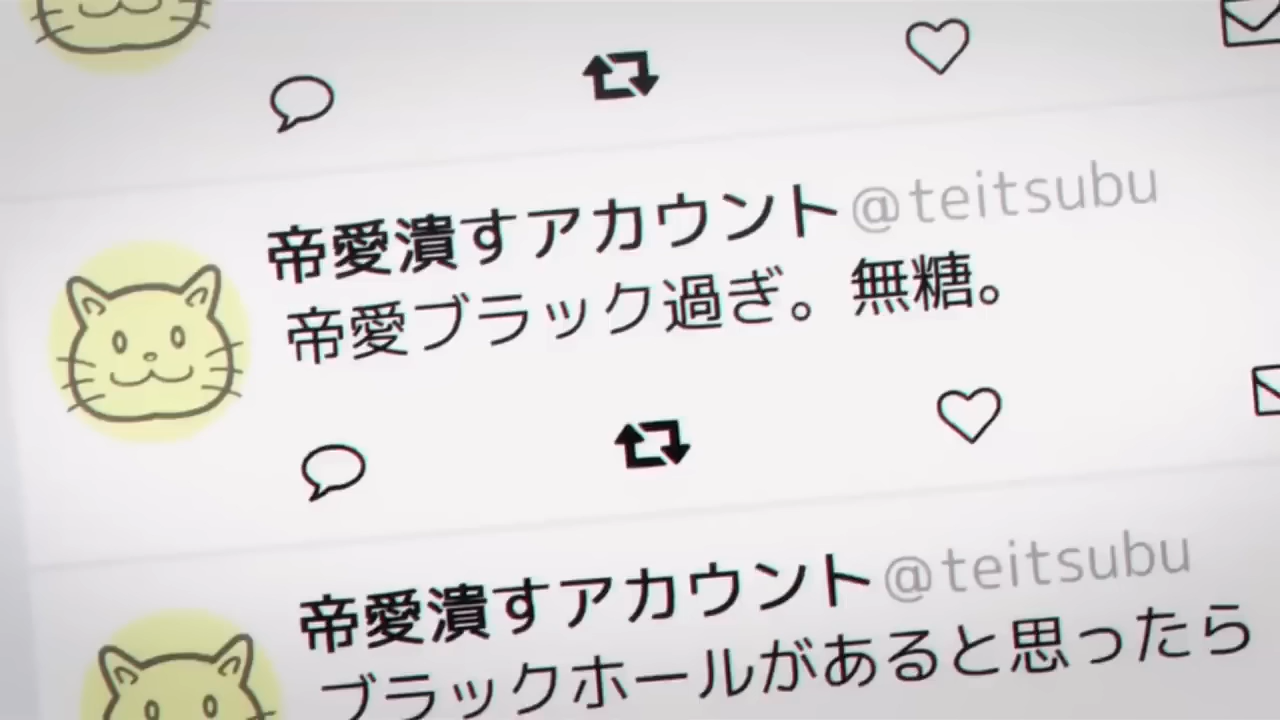 帝愛潰すアカウント@teitsubu
帝愛ブラック過ぎ。無糖。
帝愛潰すアカウント@teitsubu
ブラックホールがあると思ったら